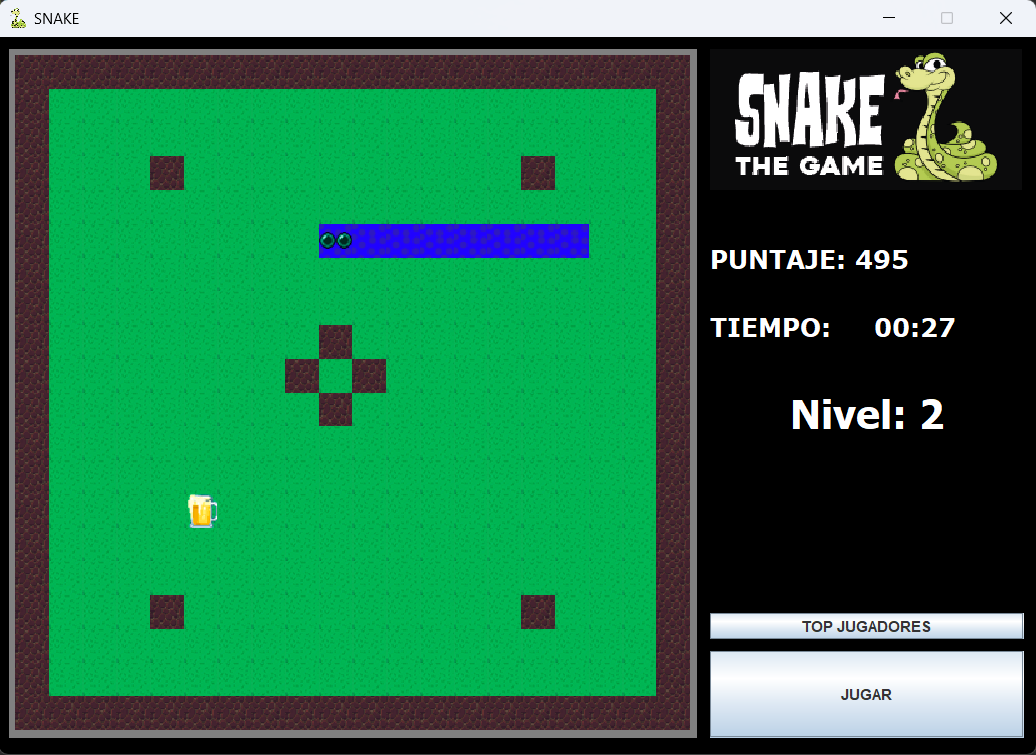 SNAKE
SNAKE
THE GAME
PUNTAJE: 495
TIEMPO: 00:27
Nivel: 2
TOP JUGADORES
JUGAR